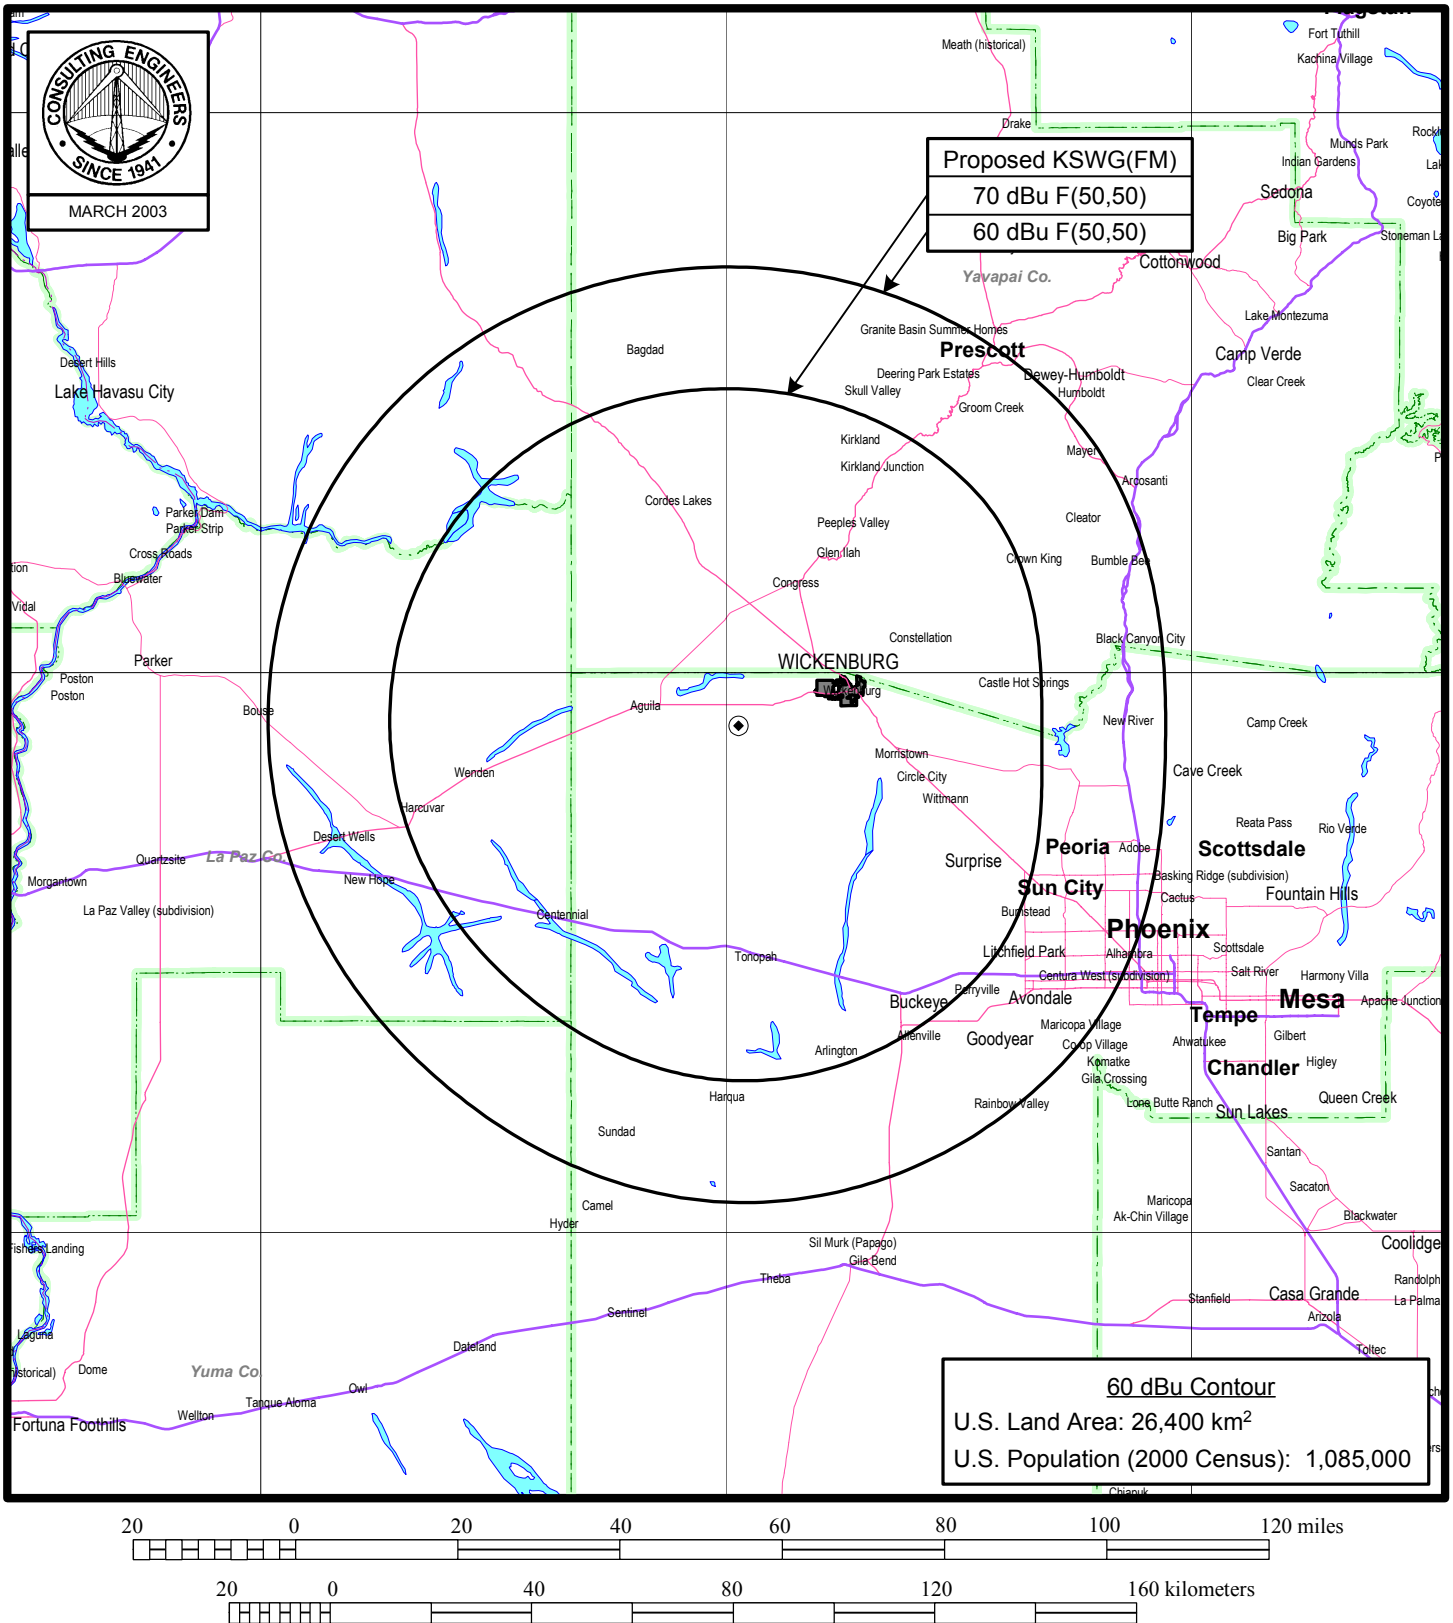 CONSULTING ENGINEERS
SINCE 1941
MARCH 2003
Meath (historical)
Fort Tuthill
Kachina Village
Drake
Munds Park
Indian Gardens
Sedona
Coyote
Proposed KSWG(FM)
70 dBu F(50,50)
60 dBu F(50,50)
Big Park
Stoneman La
Cottonwood
Yavapai Co.
Lake Montezuma
Granite Basin Summer Homes
Bagdad
Prescott
Camp Verde
Desert Hills
Deering Park Estates
Dewey-Humboldt
Clear Creek
Lake Havasu City
Skull Valley
Humboldt
Groom Creek
Kirkland
Mayer
Kirkland Junction
Arcosanti
Cordes Lakes
Parker Dam
Cleator
Parker Strip
Peeples Valley
Cross Roads
Glen Ilah
Crown King
Bumble Bee
Bluewater
Congress
Vidal
Constellation
Black Canyon City
Parker
WICKENBURG
Poston
Castle Hot Springs
Poston
Wickenburg
Bouse
Aguila
New River
Camp Creek
Morristown
Wenden
Circle City
Cave Creek
Wittmann
Harcuvar
Reata Pass
Rio Verde
Desert Wells
Peoria
Adobe
Scottsdale
Quartzsite
La Paz Co.
Surprise
Morgantown
New Hope
Sun City
Basking Ridge (subdivision)
Cactus
Fountain Hills
La Paz Valley (subdivision)
Centennial
Burnstead
Phoenix
Tonopah
Litchfield Park
Alhambra
Scottsdale
Centura West (subdivision)
Salt River
Harmony Villa
Perryville
Buckeye
Avondale
Mesa
Apache Junction
Tempe
Maricopa Village
Allenville
Goodyear
Co-op Village
Ahwatukee
Gilbert
Arlington
Komatke
Chandler
Higley
Gila Crossing
Harqua
Rainbow Valley
Lone Butte Ranch
Sun Lakes
Queen Creek
Sundad
Santan
Sacaton
Camel
Maricopa
Hyder
Ak-Chin Village
Blackwater
Fishers Landing
Sil Murk (Papago)
Coolidge
Gila Bend
Theba
Randolph
Casa Grande
Stanfield
La Palma
Sentinel
Arizola
Laguna
Dateland
Toltec
Dome
Yuma Co.
Owl
Tanque Aloma
Wellton
Fortuna Foothills
60 dBu Contour
U.S. Land Area: 26,400 km²
U.S. Population (2000 Census): 1,085,000
Chiapuk
20 0 20 40 60 80 100 120 miles
20 0 40 80 120 160 kilometers